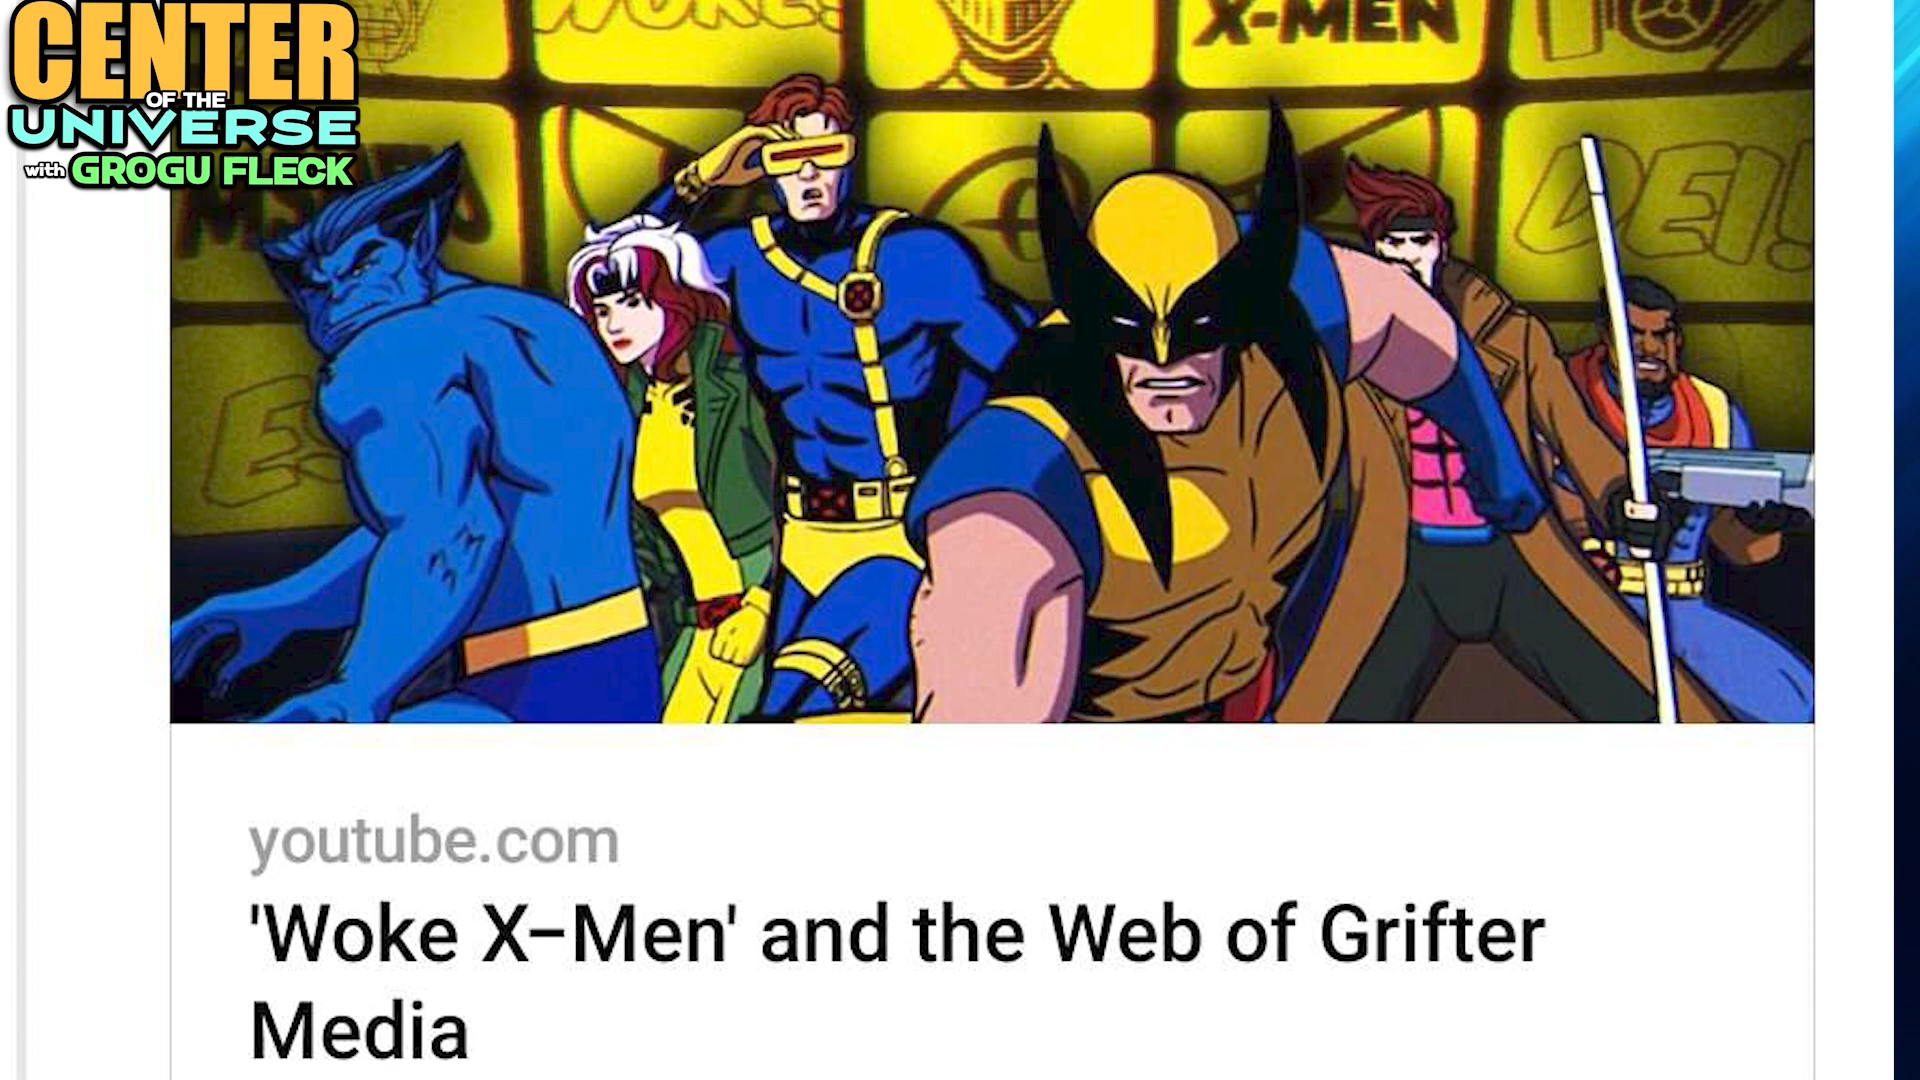 CENTER
OF THE
UNIVERSE
with GROGU FLECK
WOKE!
X-MEN
DEI!
youtube.com
'Woke X-Men' and the Web of Grifter
Media